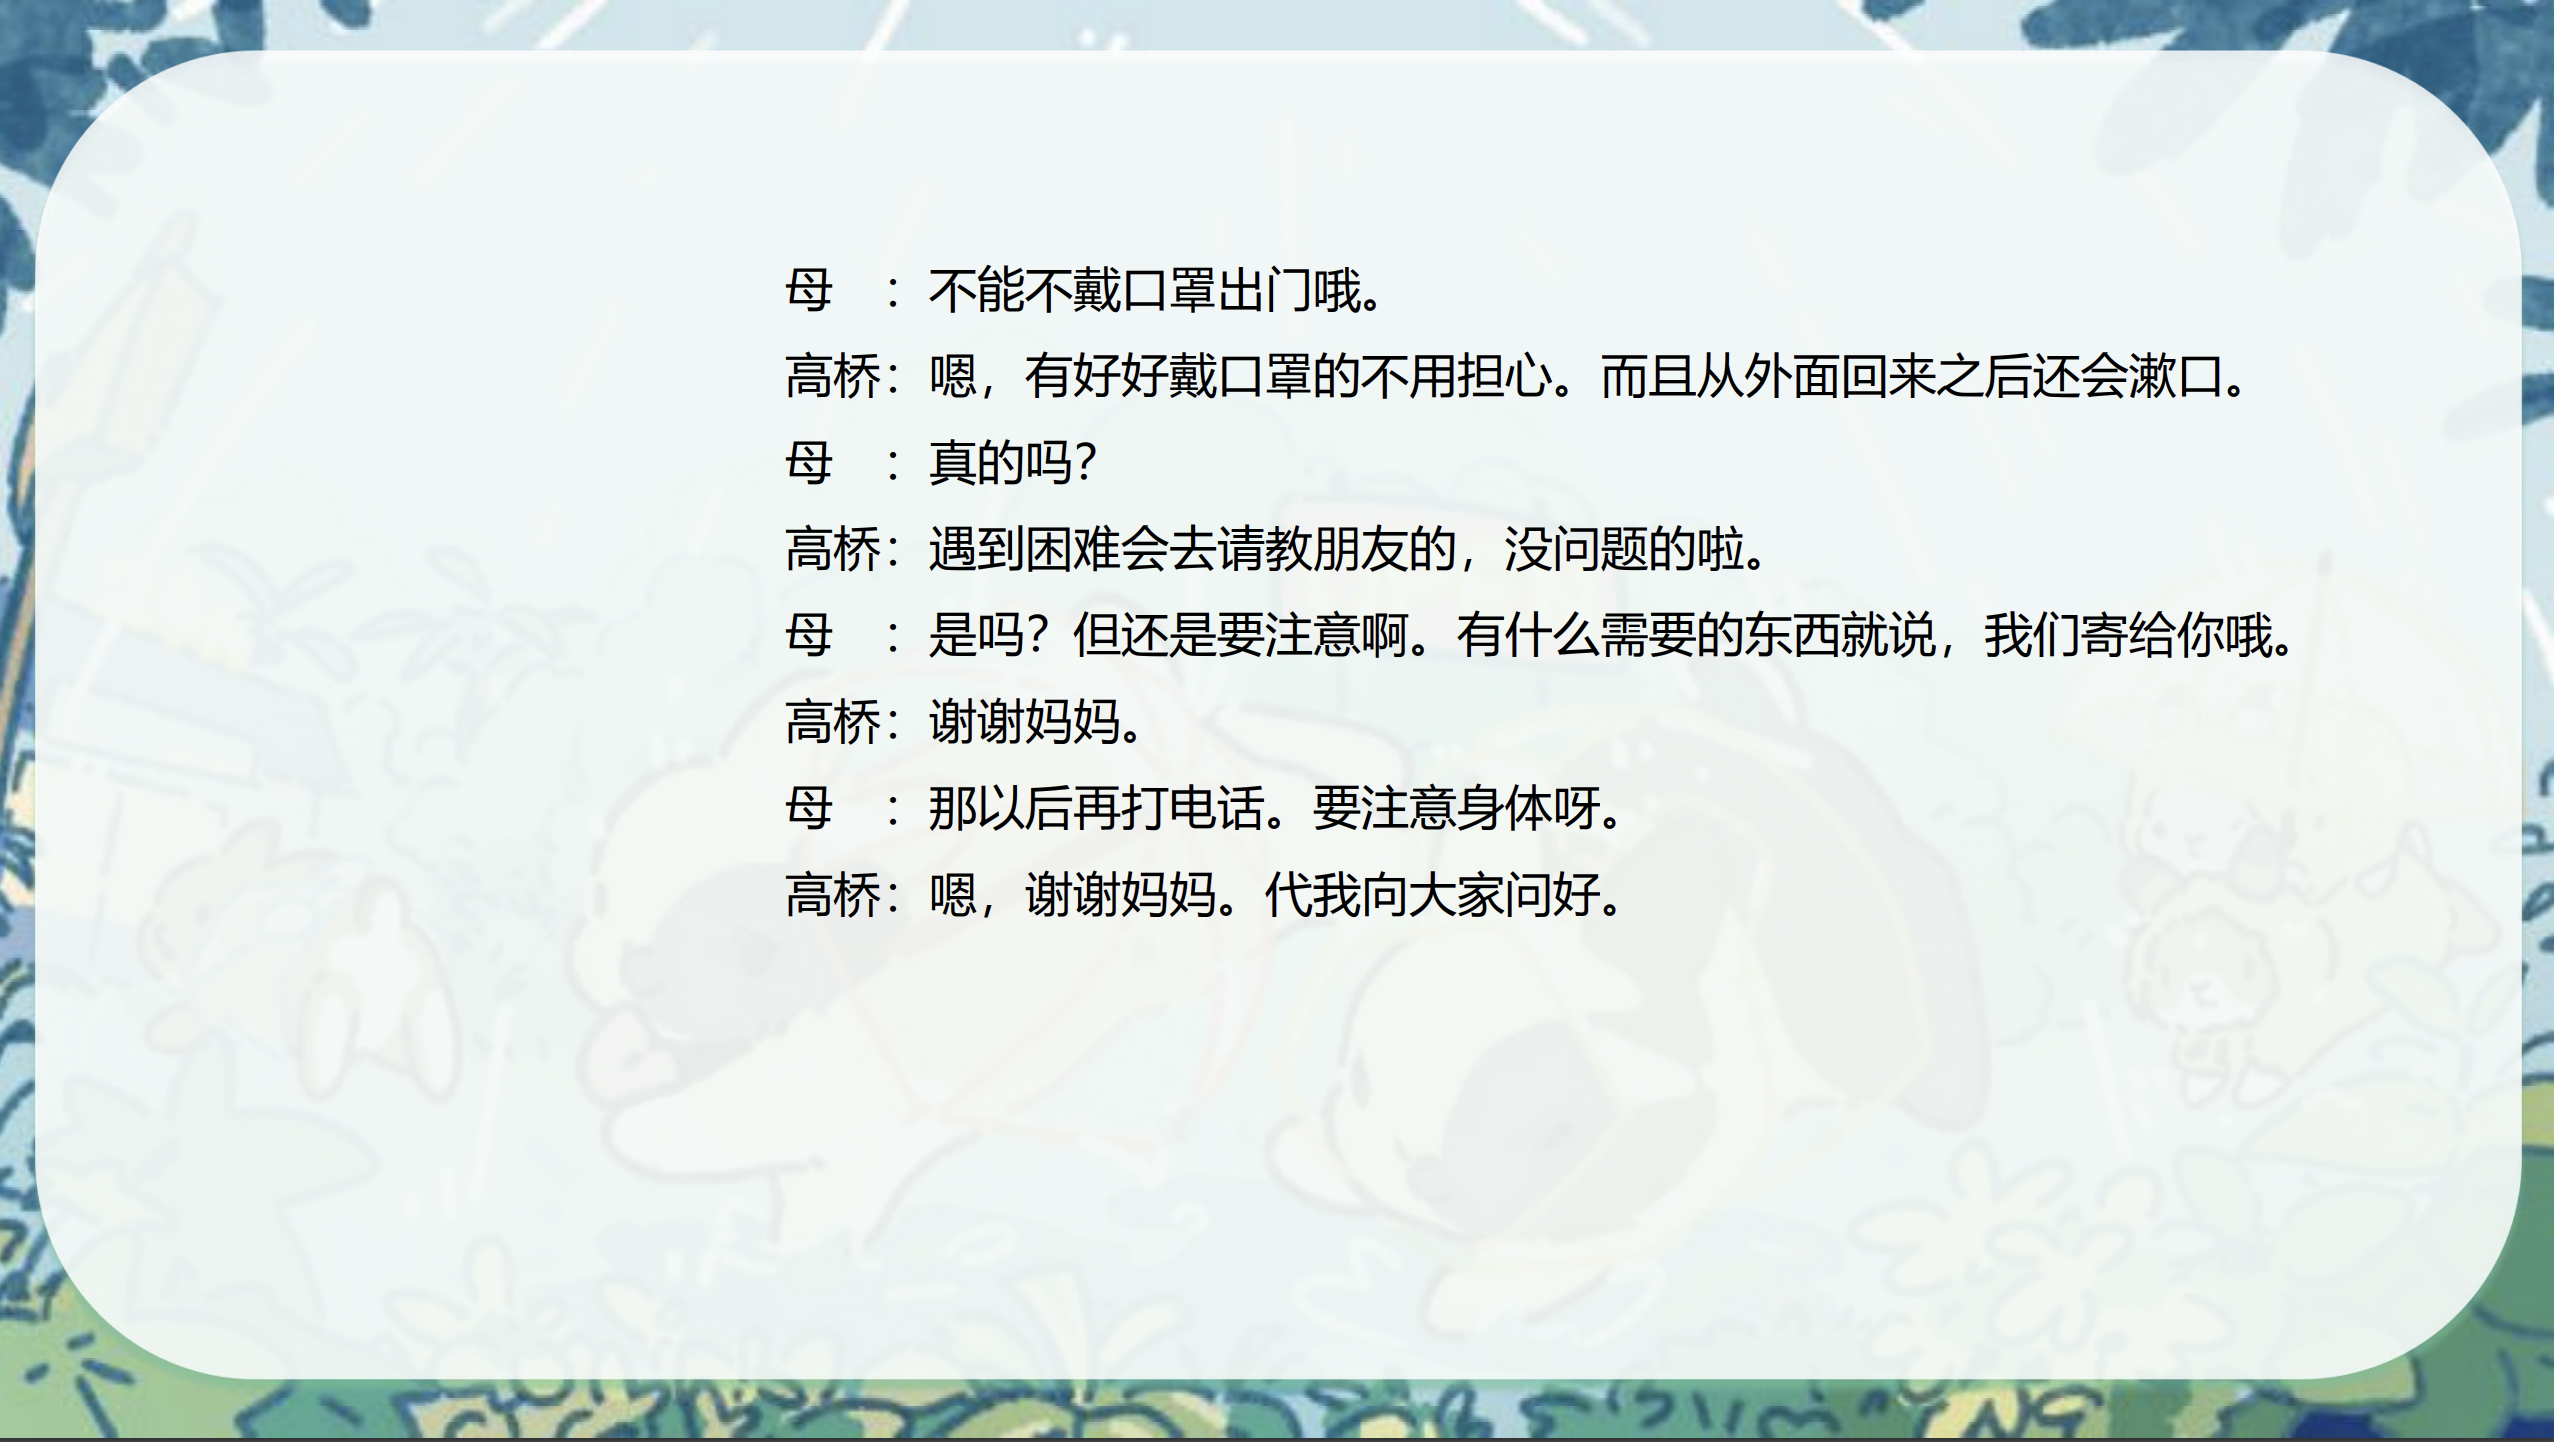 母　：不能不戴口罩出门哦。
高桥：嗯，有好好戴口罩的不用担心。而且从外面回来之后还会漱口。
母　：真的吗？
高桥：遇到困难会去请教朋友的，没问题的啦。
母　：是吗？但还是要注意啊。有什么需要的东西就说，我们寄给你哦。
高桥：谢谢妈妈。
母　：那以后再打电话。要注意身体呀。
高桥：嗯，谢谢妈妈。代我向大家问好。